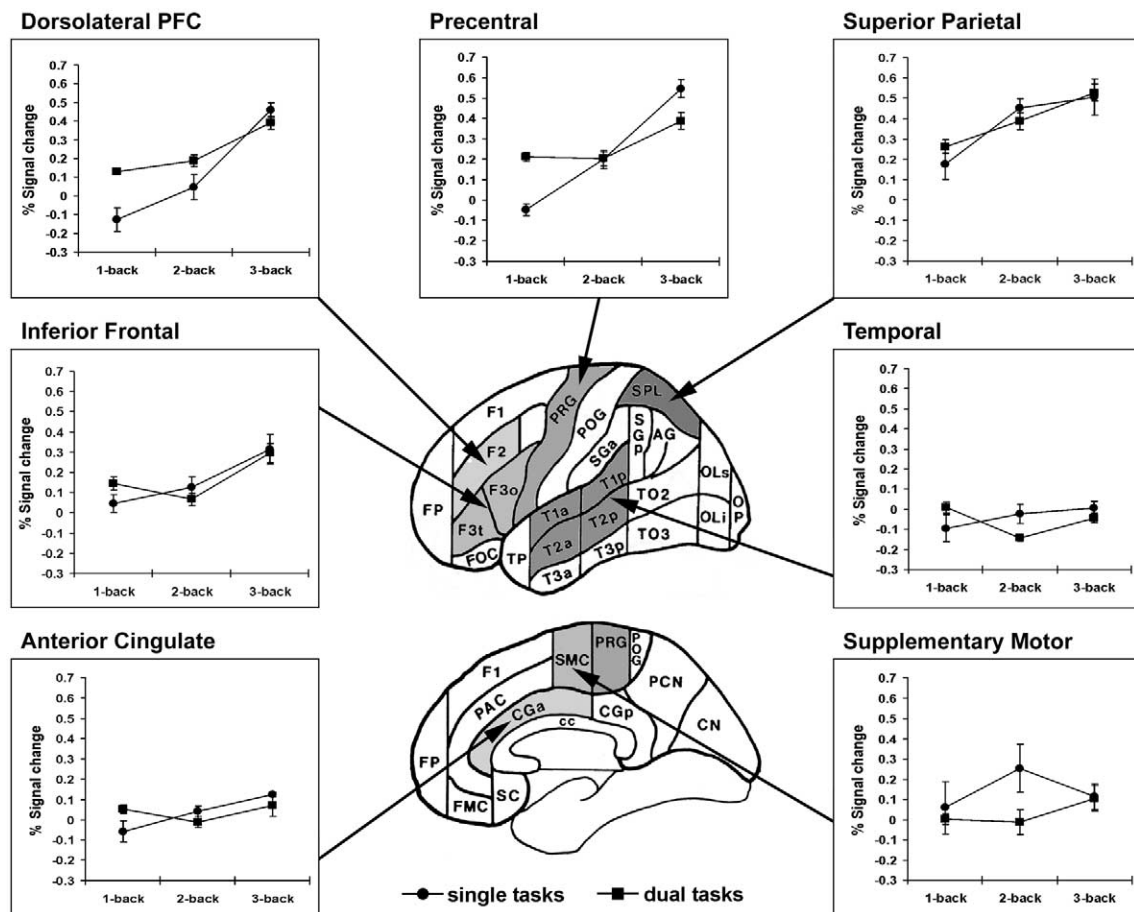 Dorsolateral PFC
% Signal change
0.7
0.6
0.5
0.4
0.3
0.2
0.1
0
-0.1
-0.2
-0.3
1-back 2-back 3-back
Precentral
% Signal change
0.7
0.6
0.5
0.4
0.3
0.2
0.1
0
-0.1
-0.2
-0.3
1-back 2-back 3-back
Superior Parietal
% Signal change
0.7
0.6
0.5
0.4
0.3
0.2
0.1
0
-0.1
-0.2
-0.3
1-back 2-back 3-back
Inferior Frontal
% Signal change
0.7
0.6
0.5
0.4
0.3
0.2
0.1
0
-0.1
-0.2
-0.3
1-back 2-back 3-back
F1
F2
F3o
F3t
FP
FOC
PRG
POG
SPL
SGa
SGp
AG
T1a
T1p
T2a
T2p
T3a
T3p
TP
TO2
TO3
OLs
OLi
OP
Temporal
% Signal change
0.7
0.6
0.5
0.4
0.3
0.2
0.1
0
-0.1
-0.2
-0.3
1-back 2-back 3-back
Anterior Cingulate
% Signal change
0.7
0.6
0.5
0.4
0.3
0.2
0.1
0
-0.1
-0.2
-0.3
1-back 2-back 3-back
F1
PAC
CGa
FP
FMC
SC
SMC
PRG
POG
PCN
CGp
CN
cc
Supplementary Motor
% Signal change
0.7
0.6
0.5
0.4
0.3
0.2
0.1
0
-0.1
-0.2
-0.3
1-back 2-back 3-back
single tasks dual tasks